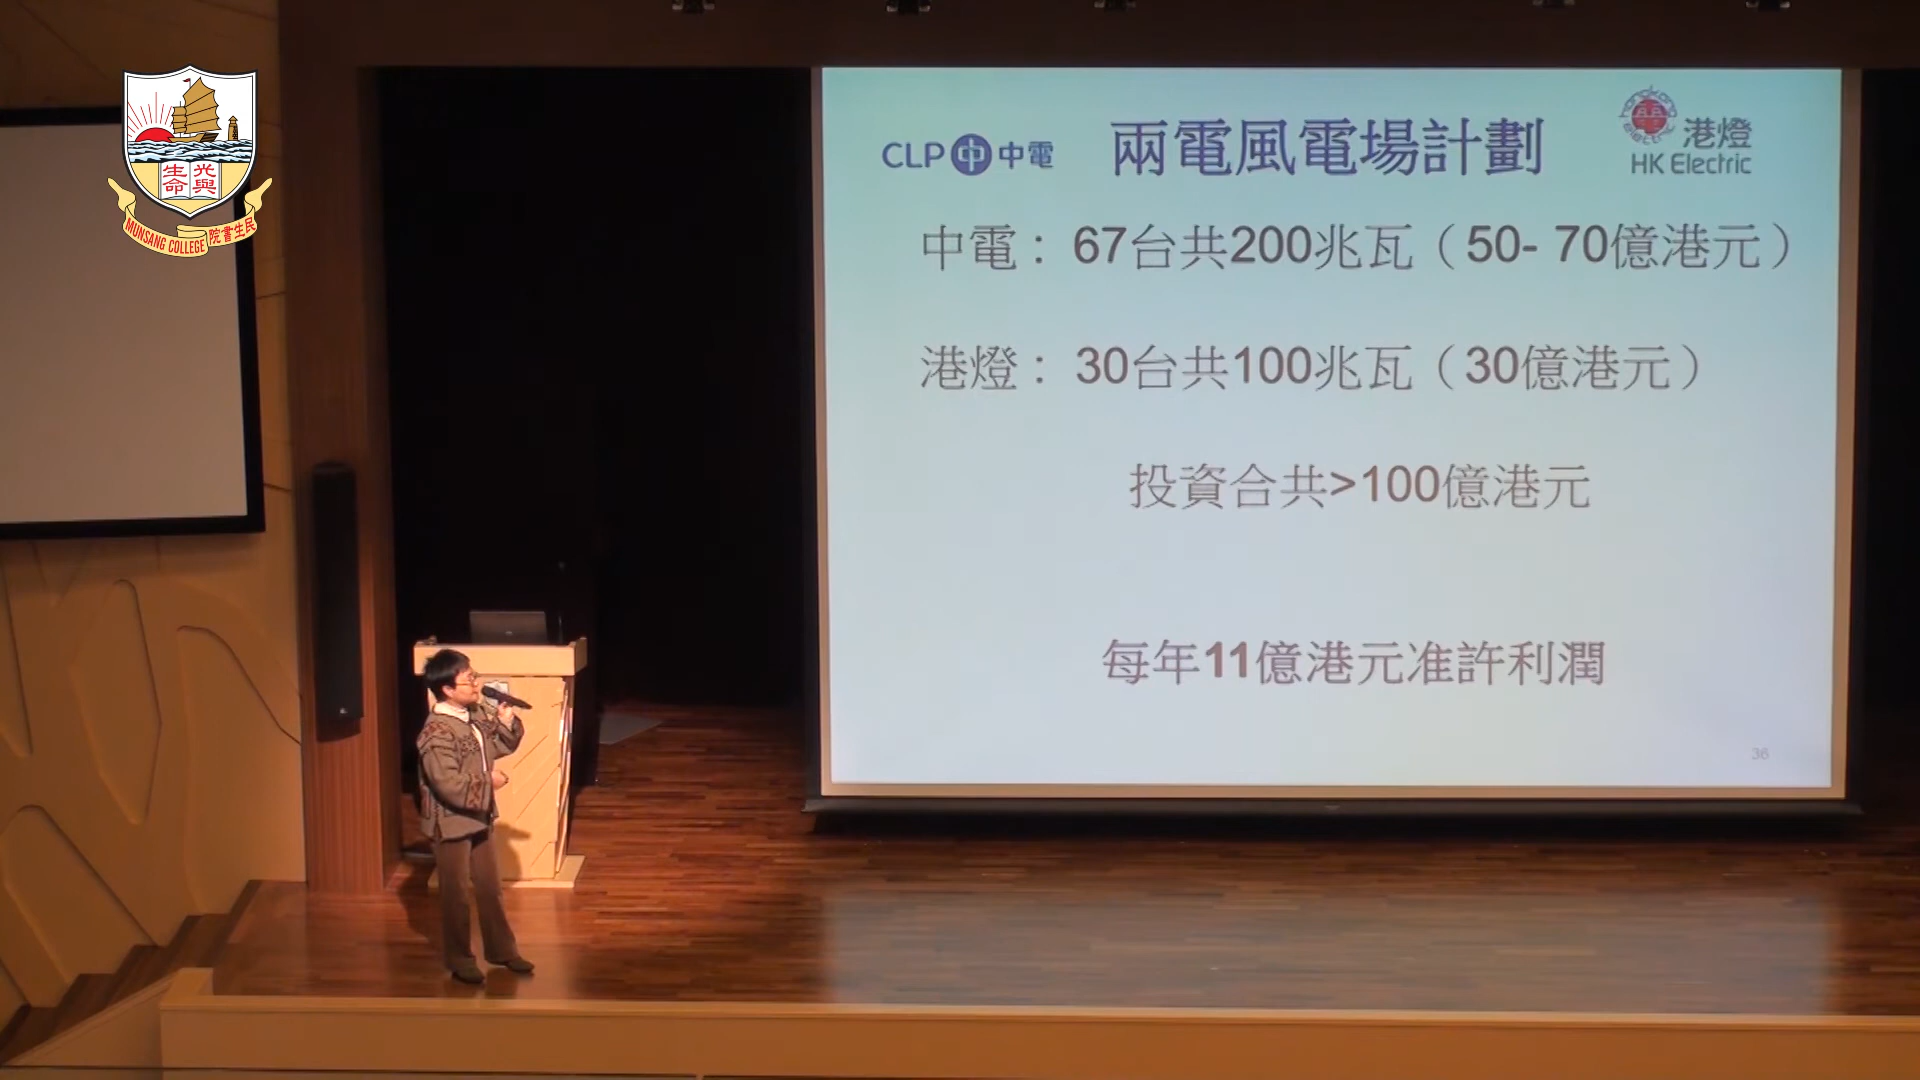 光與
生命
MUNSANG COLLEGE 院書生民
CLP 中電
兩電風電場計劃
hongkong electric
港燈
HK Electric
中電： 67台共200兆瓦（50- 70億港元）
港燈： 30台共100兆瓦（30億港元）
投資合共>100億港元
每年11億港元准許利潤
36